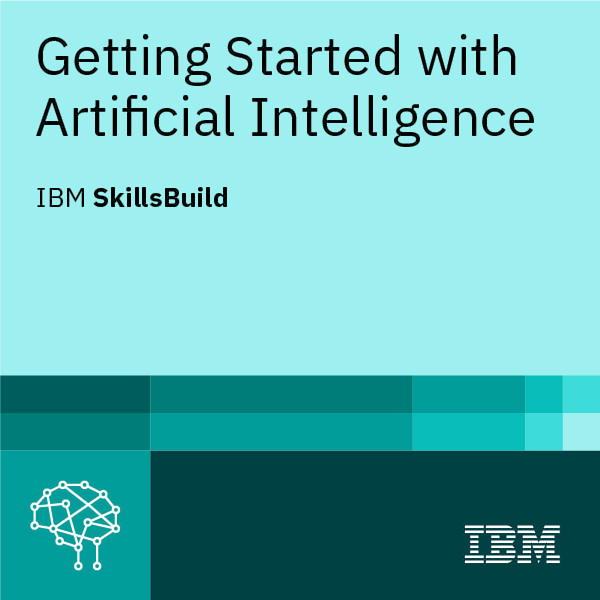 Getting Started with
Artificial Intelligence
IBM SkillsBuild
IBM